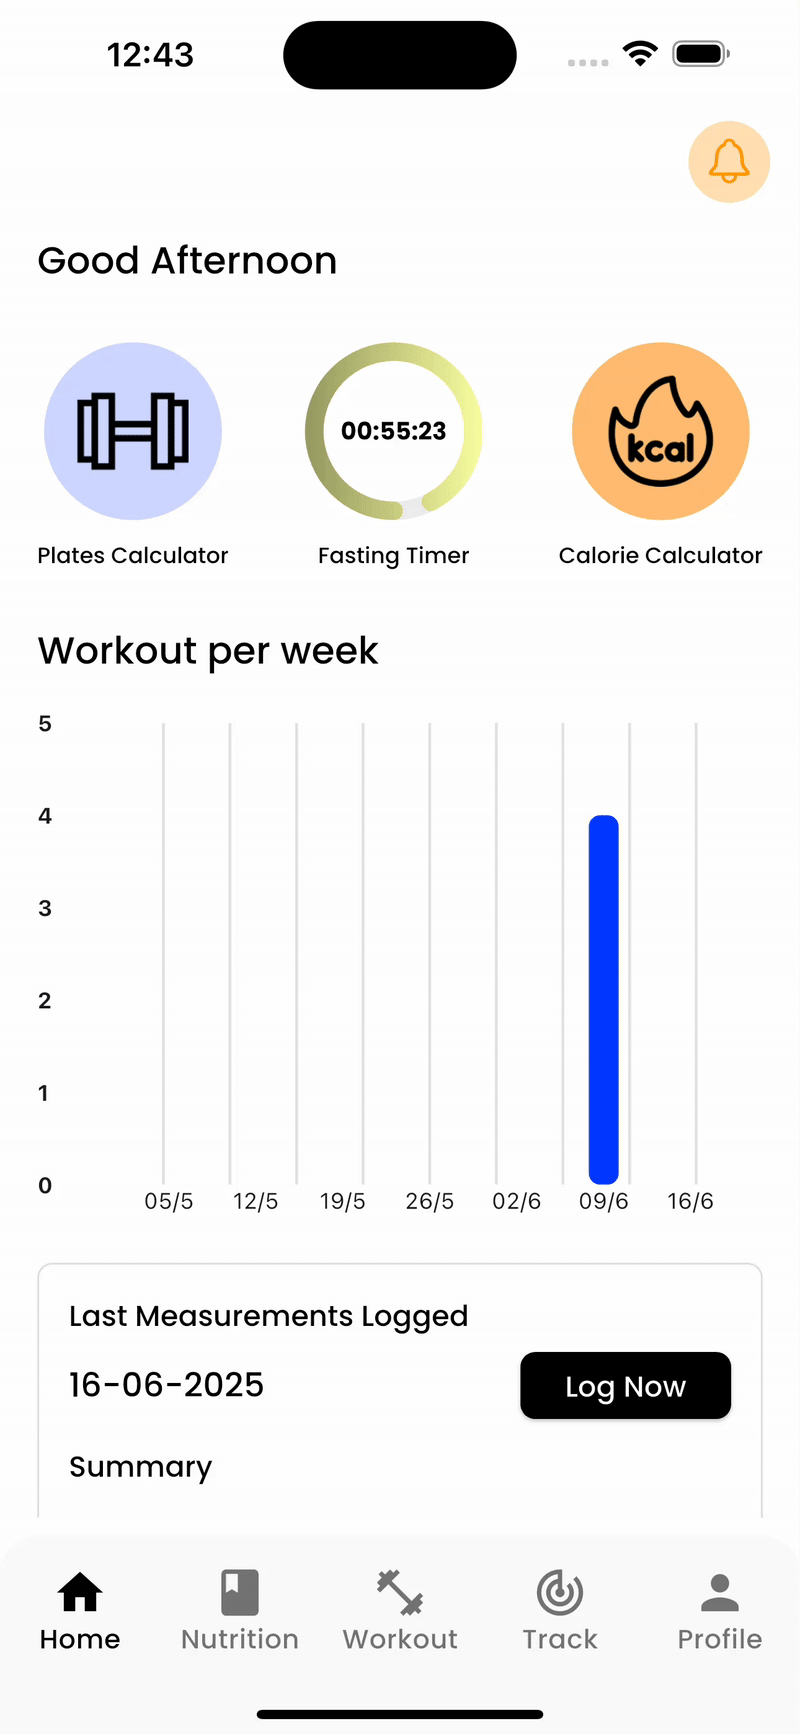 12:43
Good Afternoon
00:55:23
kcal
Plates Calculator
Fasting Timer
Calorie Calculator
Workout per week
5
4
3
2
1
0
05/5 12/5 19/5 26/5 02/6 09/6 16/6
Last Measurements Logged
16-06-2025
Log Now
Summary
Home Nutrition Workout Track Profile